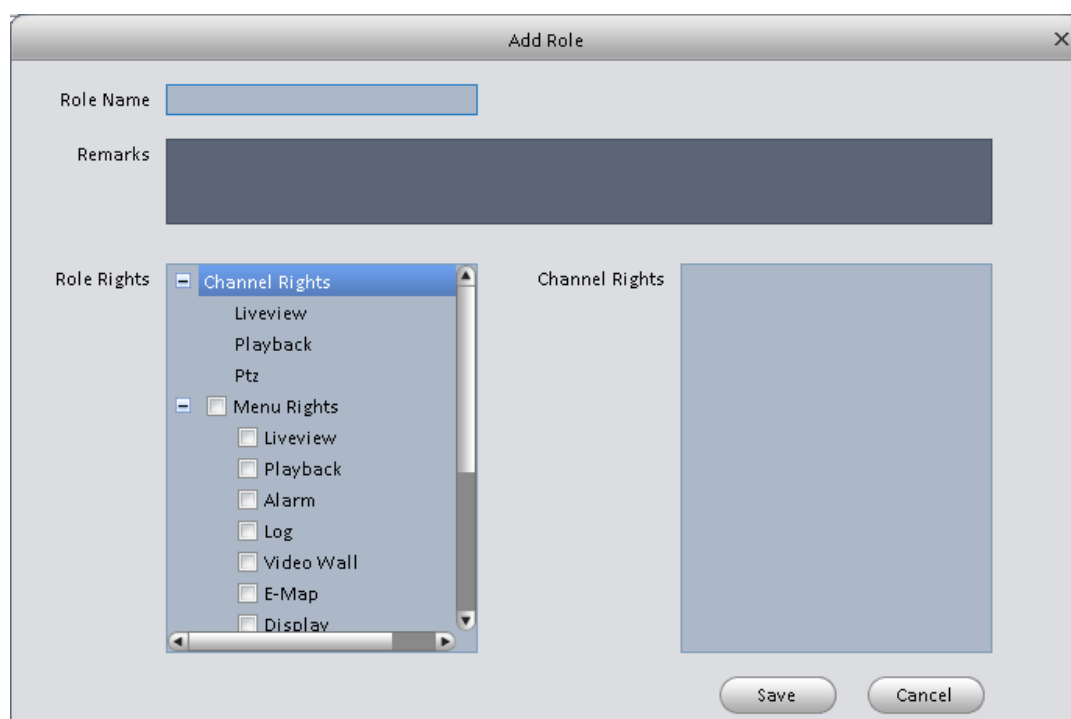 Add Role
Role Name
Remarks
Role Rights
Channel Rights
Liveview
Playback
Ptz
Menu Rights
Liveview
Playback
Alarm
Log
Video Wall
E-Map
Display
Channel Rights
Save
Cancel